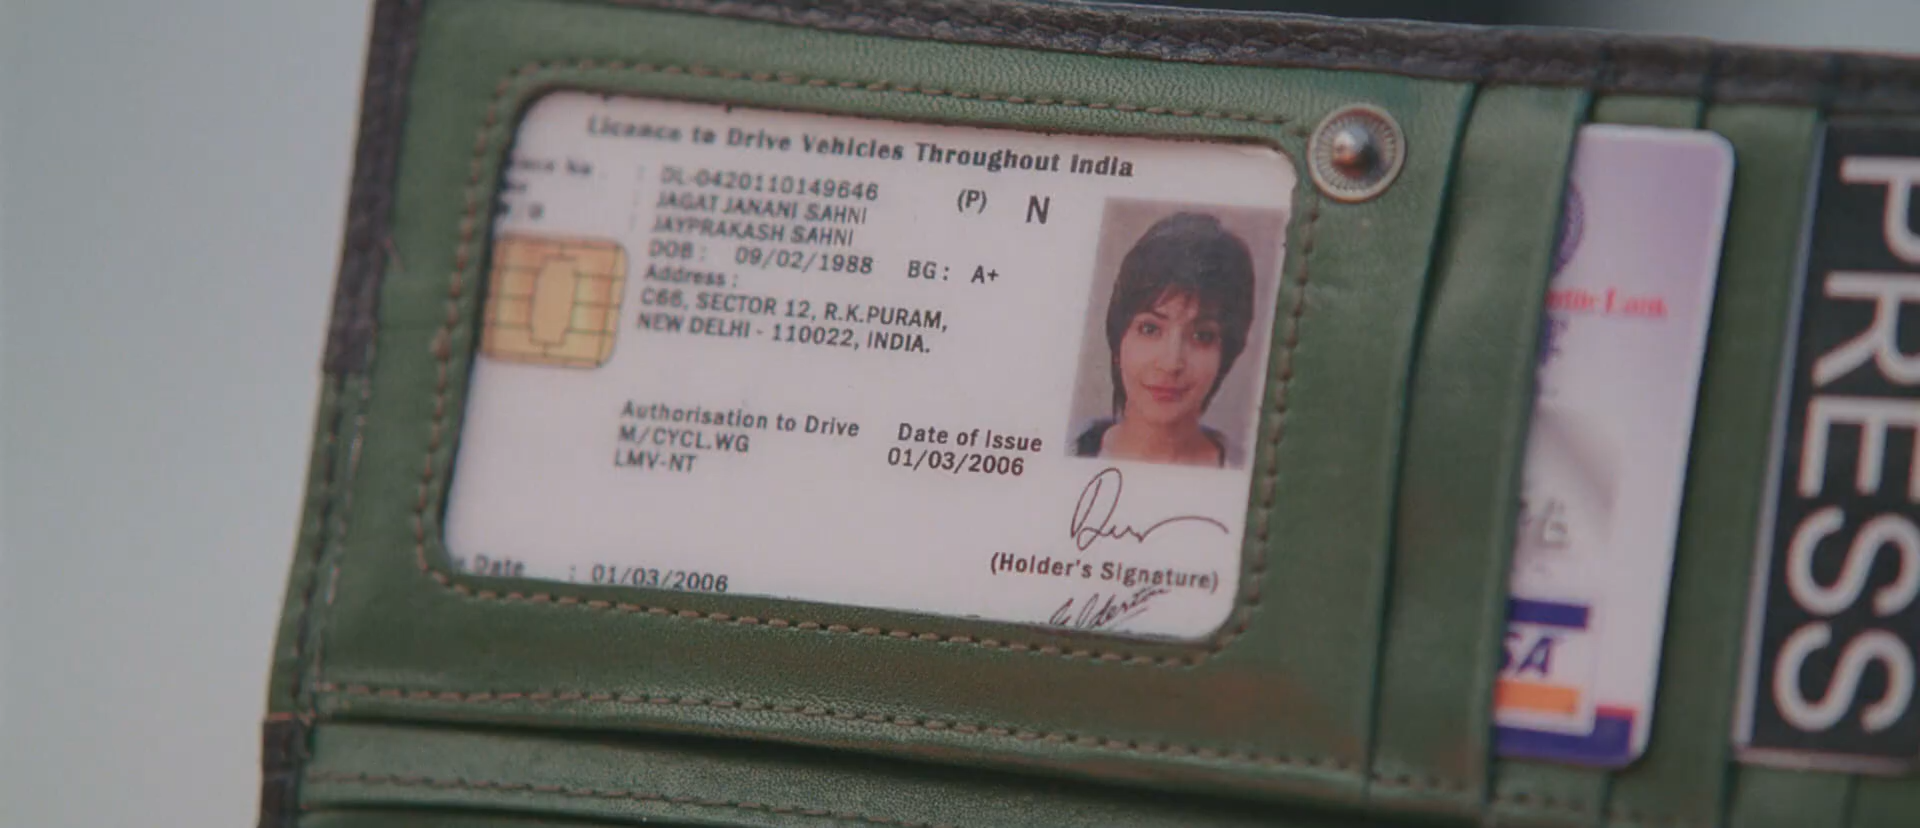 Licence to Drive Vehicles Throughout India
DL-0420110149646 (P) N
JAGAT JANANI SAHNI
JAYPRAKASH SAHNI
DOB : 09/02/1988 BG : A+
Address :
C66, SECTOR 12, R.K.PURAM,
NEW DELHI - 110022, INDIA.
Authorisation to Drive Date of Issue
M/CYCL.WG 01/03/2006
LMV-NT
(Holder's Signature)
Date : 01/03/2006
PRESS